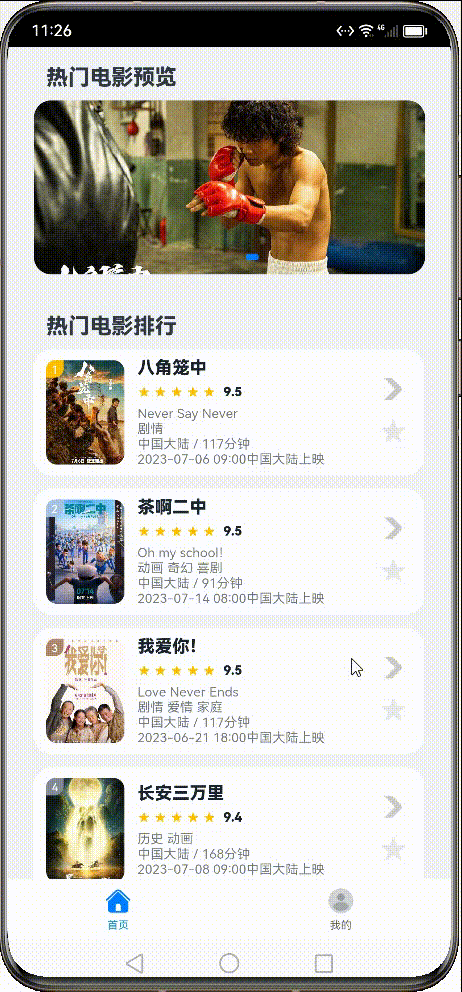 11:26
4G
热门电影预览
热门电影排行
1
八角笼中
9.5
Never Say Never
剧情
中国大陆 / 117分钟
2023-07-06 09:00中国大陆上映
2
茶啊二中
茶啊二中
9.5
Oh my school!
动画 奇幻 喜剧
中国大陆 / 91分钟
2023-07-14 08:00中国大陆上映
3
我爱你!
我爱你!
9.5
Love Never Ends
剧情 爱情 家庭
中国大陆 / 117分钟
2023-06-21 18:00中国大陆上映
4
长安三万里
9.4
历史 动画
中国大陆 / 168分钟
2023-07-08 09:00中国大陆上映
首页
我的